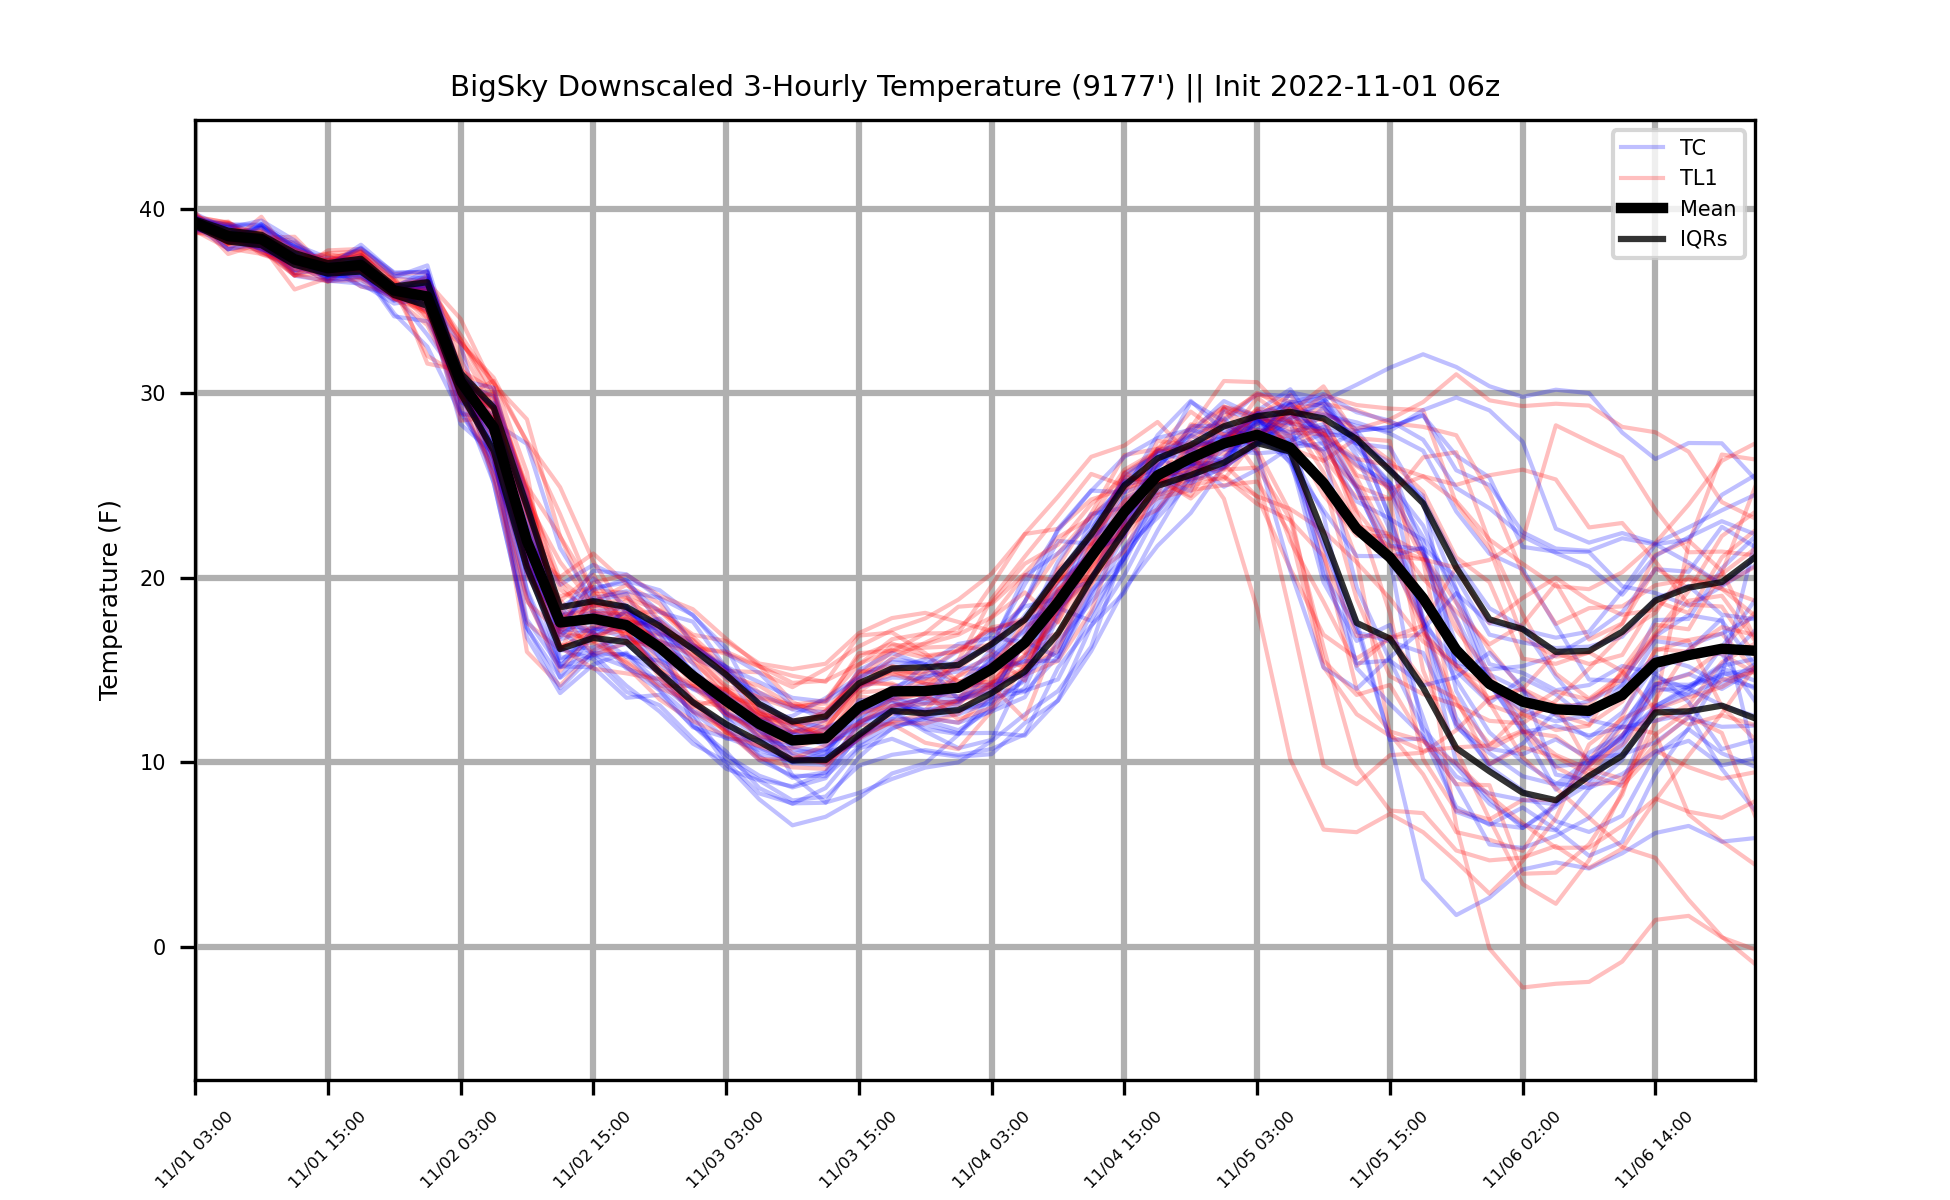 BigSky Downscaled 3-Hourly Temperature (9177') || Init 2022-11-01 06z
TC
TL1
Mean
IQRs
Temperature (F)
40
30
20
10
0
11/01 03:00
11/01 15:00
11/02 03:00
11/02 15:00
11/03 03:00
11/03 15:00
11/04 03:00
11/04 15:00
11/05 03:00
11/05 15:00
11/06 02:00
11/06 14:00